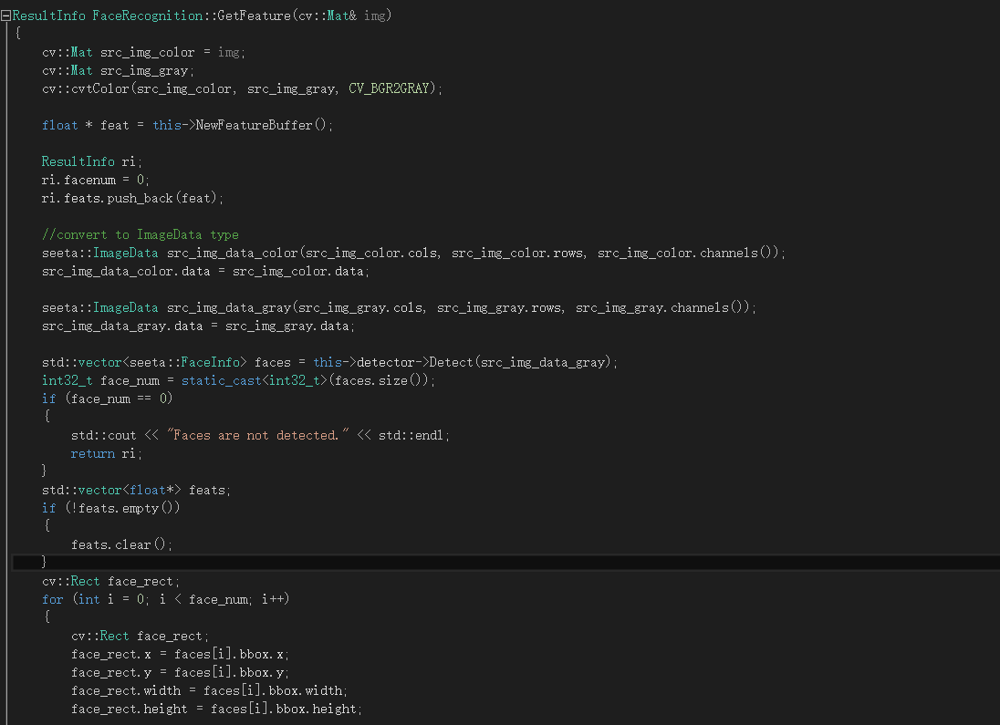 ResultInfo FaceRecognition::GetFeature(cv::Mat& img)
{
    cv::Mat src_img_color = img;
    cv::Mat src_img_gray;
    cv::cvtColor(src_img_color, src_img_gray, CV_BGR2GRAY);
    float * feat = this->NewFeatureBuffer();
    ResultInfo ri;
    ri.facenum = 0;
    ri.feats.push_back(feat);
    //convert to ImageData type
    seeta::ImageData src_img_data_color(src_img_color.cols, src_img_color.rows, src_img_color.channels());
    src_img_data_color.data = src_img_color.data;
    seeta::ImageData src_img_data_gray(src_img_gray.cols, src_img_gray.rows, src_img_gray.channels());
    src_img_data_gray.data = src_img_gray.data;
    std::vector<seeta::FaceInfo> faces = this->detector->Detect(src_img_data_gray);
    int32_t face_num = static_cast<int32_t>(faces.size());
    if (face_num == 0)
    {
        std::cout << "Faces are not detected." << std::endl;
        return ri;
    }
    std::vector<float*> feats;
    if (!feats.empty())
    {
        feats.clear();
    }
    cv::Rect face_rect;
    for (int i = 0; i < face_num; i++)
    {
        cv::Rect face_rect;
        face_rect.x = faces[i].bbox.x;
        face_rect.y = faces[i].bbox.y;
        face_rect.width = faces[i].bbox.width;
        face_rect.height = faces[i].bbox.height;